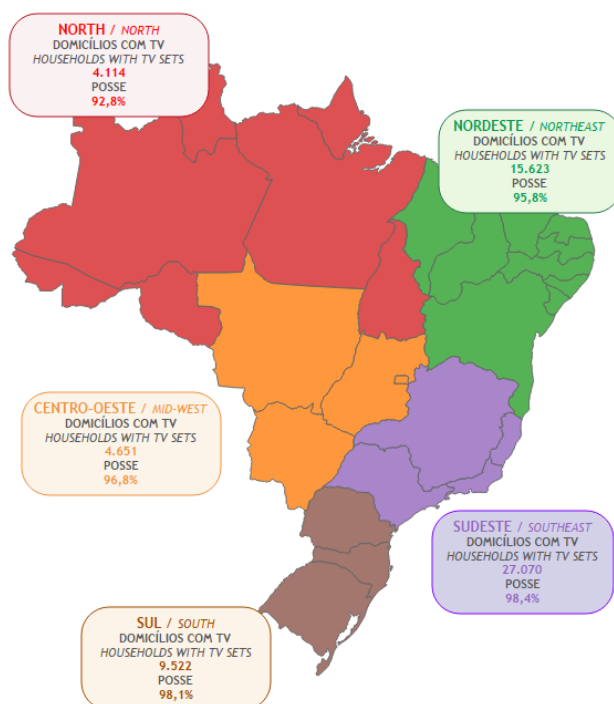 NORTH / NORTH
DOMICÍLIOS COM TV
HOUSEHOLDS WITH TV SETS
4.114
POSSE
92,8%
NORDESTE / NORTHEAST
DOMICÍLIOS COM TV
HOUSEHOLDS WITH TV SETS
15.623
POSSE
95,8%
CENTRO-OESTE / MID-WEST
DOMICÍLIOS COM TV
HOUSEHOLDS WITH TV SETS
4.651
POSSE
96,8%
SUDESTE / SOUTHEAST
DOMICÍLIOS COM TV
HOUSEHOLDS WITH TV SETS
27.070
POSSE
98,4%
SUL / SOUTH
DOMICÍLIOS COM TV
HOUSEHOLDS WITH TV SETS
9.522
POSSE
98,1%